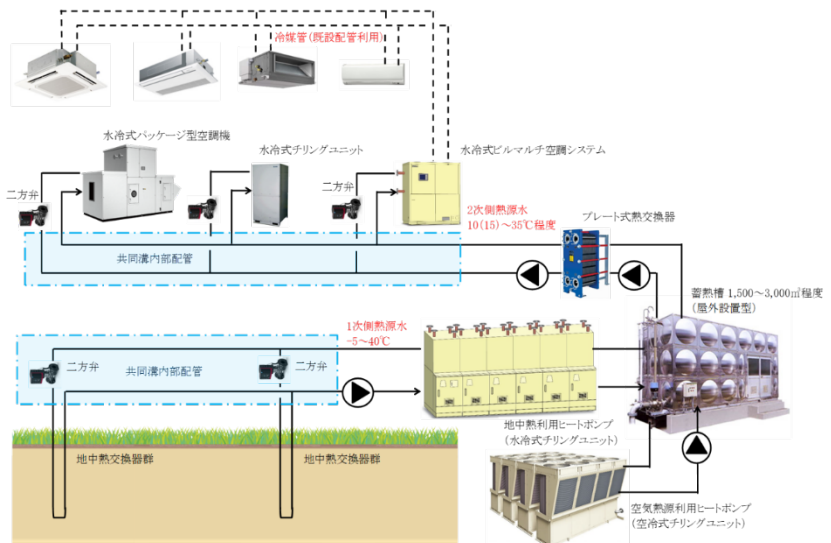 冷媒管(既設配管利用)
水冷式パッケージ型空調機
水冷式チリングユニット
水冷式ビルマルチ空調システム
二方弁
二方弁
二方弁
2次側熱源水
10(15)～35℃程度
プレート式熱交換器
共同溝内部配管
蓄熱槽 1,500～3,000㎥程度
(屋外設置型)
1次側熱源水
-5～40℃
二方弁
共同溝内部配管
二方弁
地中熱利用ヒートポンプ
(水冷式チリングユニット)
地中熱交換器群
地中熱交換器群
空気熱源利用ヒートポンプ
(空冷式チリングユニット)